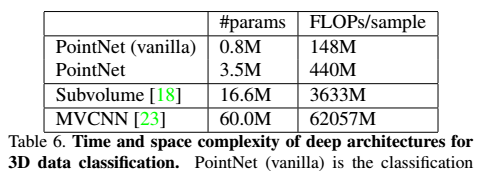 #params FLOPs/sample
PointNet (vanilla) 0.8M 148M
PointNet 3.5M 440M
Subvolume [18] 16.6M 3633M
MVCNN [23] 60.0M 62057M
Table 6. Time and space complexity of deep architectures for
3D data classification. PointNet (vanilla) is the classification